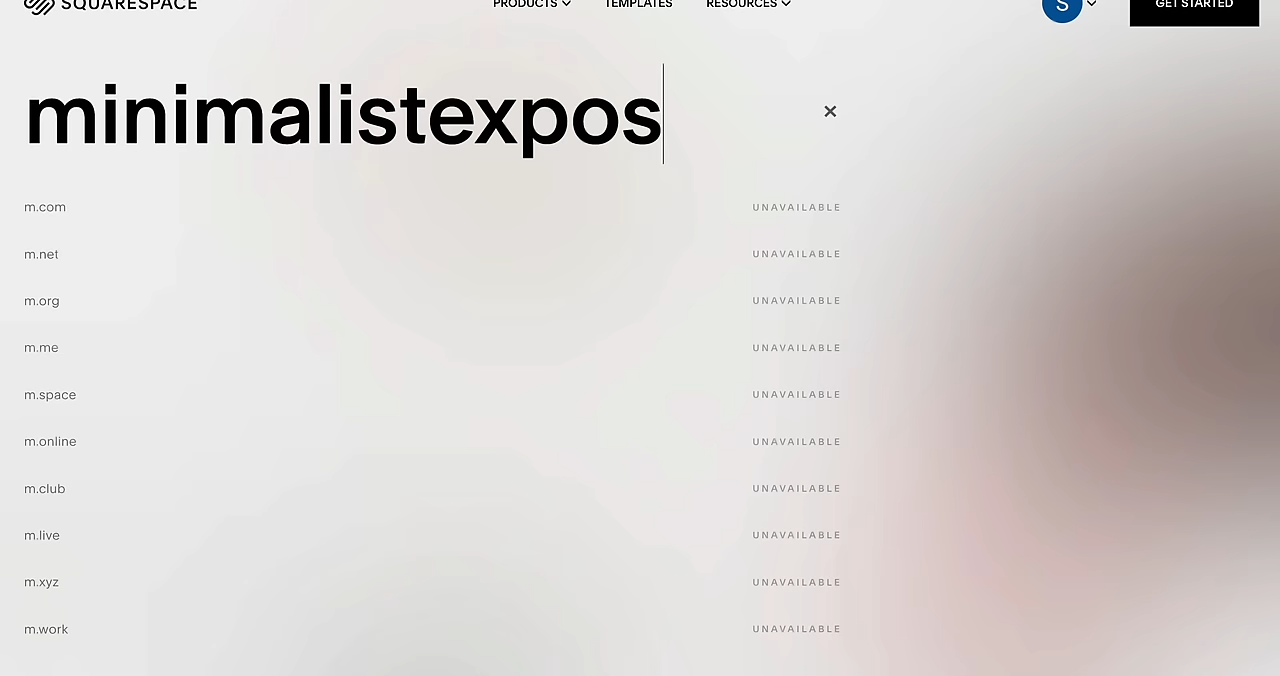 SQUARESPACE PRODUCTS TEMPLATES RESOURCES S GET STARTED
minimalistexpos
m.com UNAVAILABLE
m.net UNAVAILABLE
m.org UNAVAILABLE
m.me UNAVAILABLE
m.space UNAVAILABLE
m.online UNAVAILABLE
m.club UNAVAILABLE
m.live UNAVAILABLE
m.xyz UNAVAILABLE
m.work UNAVAILABLE